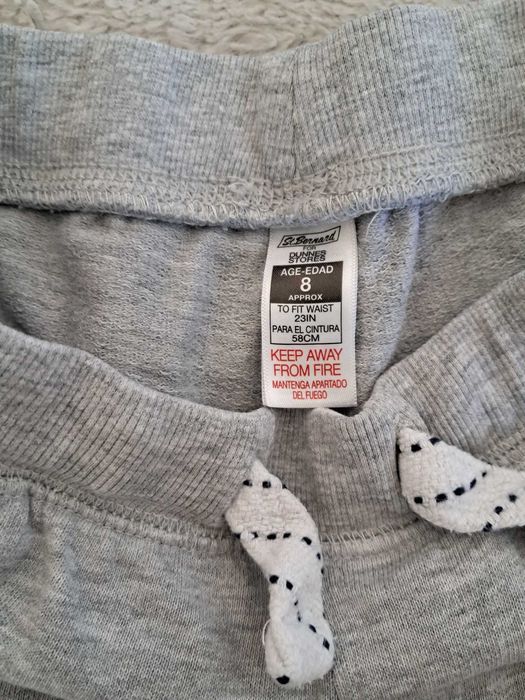 St. Bernard
FOR
DUNNES
STORES
AGE-EDAD
8
APPROX
TO FIT WAIST
23IN
PARA EL CINTURA
58CM
KEEP AWAY
FROM FIRE
MANTENGA APARTADO
DEL FUEGO